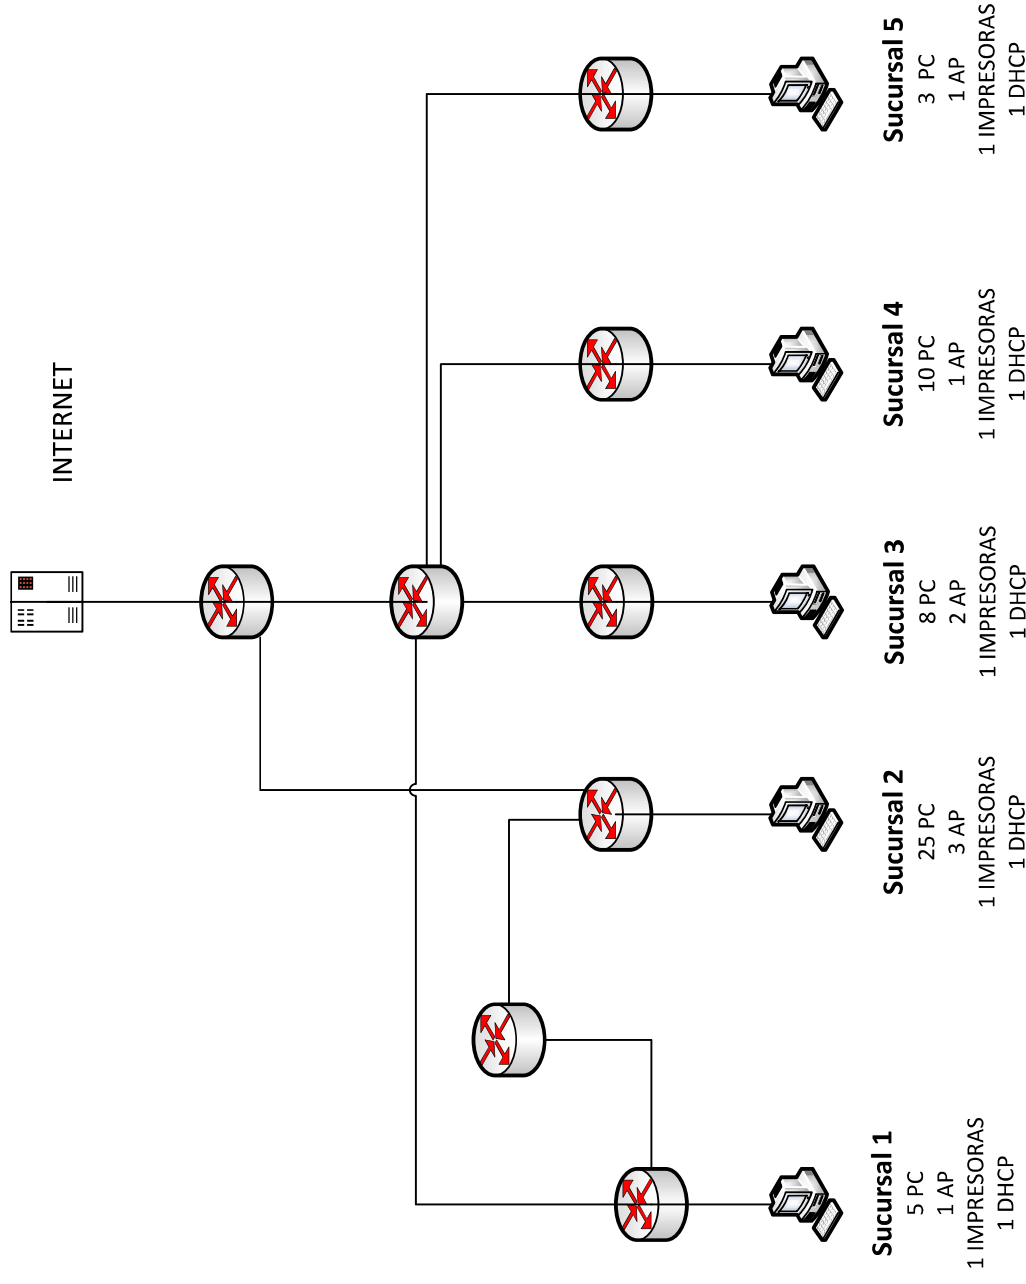 INTERNET
Sucursal 1
5 PC
1 AP
1 IMPRESORAS
1 DHCP
Sucursal 2
25 PC
3 AP
1 IMPRESORAS
1 DHCP
Sucursal 3
8 PC
2 AP
1 IMPRESORAS
1 DHCP
Sucursal 4
10 PC
1 AP
1 IMPRESORAS
1 DHCP
Sucursal 5
3 PC
1 AP
1 IMPRESORAS
1 DHCP